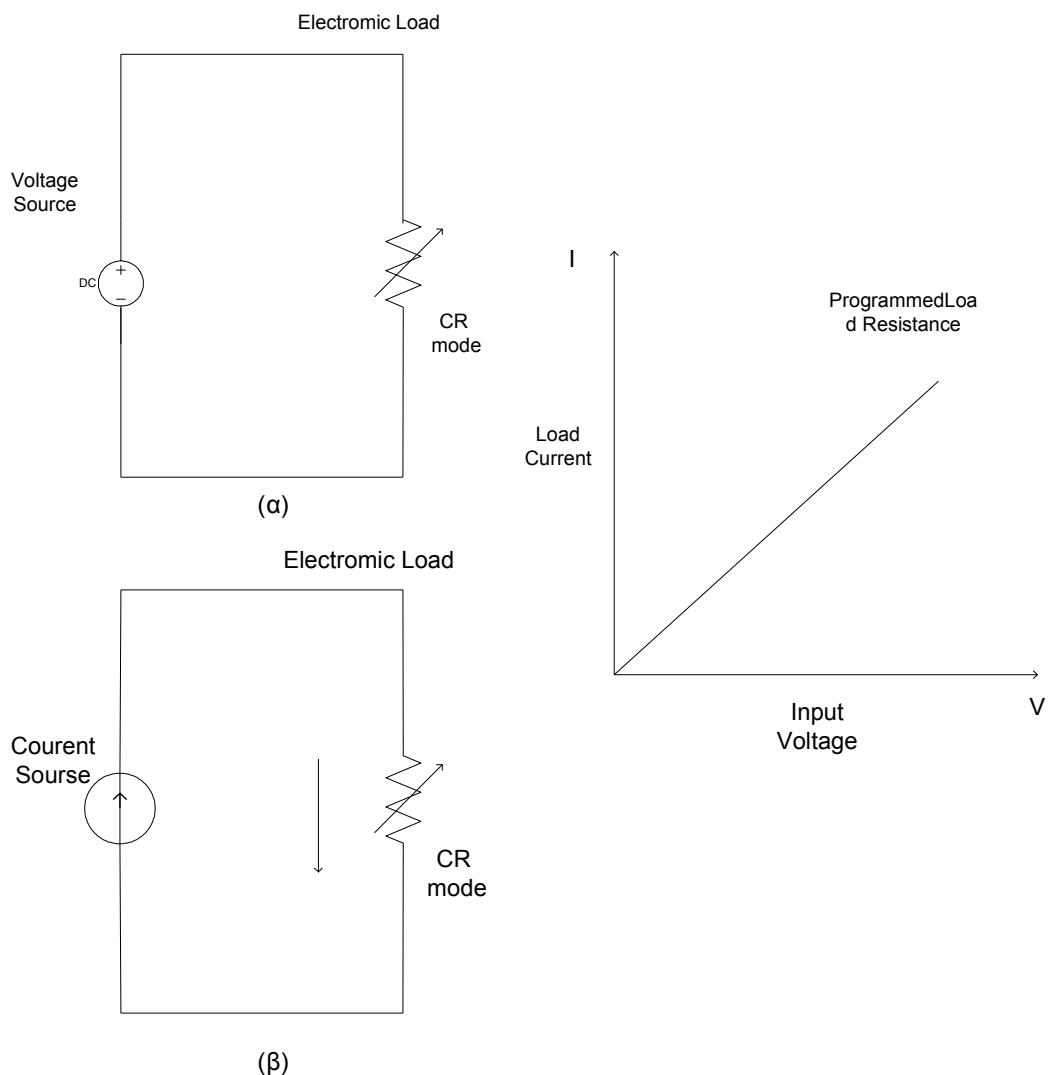 Electromic Load
Voltage
Source
DC
CR
mode
(α)
Electromic Load
Courent
Sourse
CR
mode
(β)
I
ProgrammedLoa
d Resistance
Load
Current
Input
Voltage
V